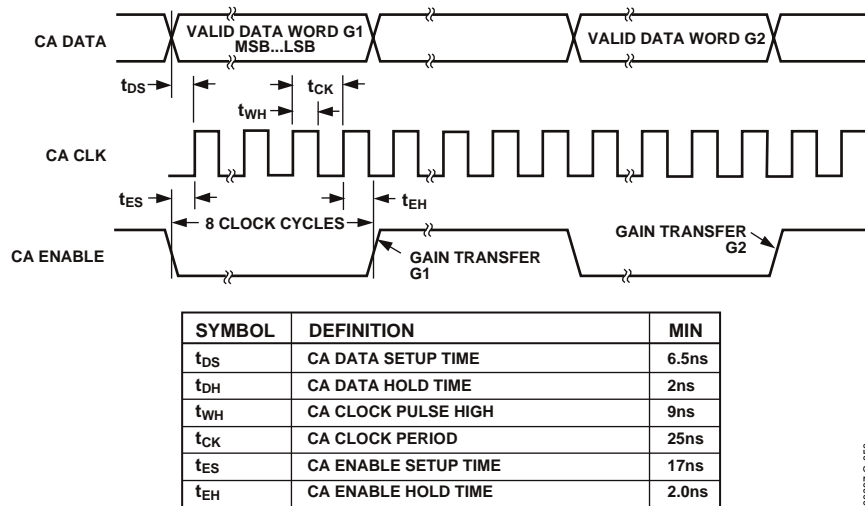 VALID DATA WORD G1
MSB...LSB
VALID DATA WORD G2
CA DATA
tDS
tCK
tWH
CA CLK
tES
tEH
8 CLOCK CYCLES
GAIN TRANSFER
G2
CA ENABLE
GAIN TRANSFER
G1
SYMBOL DEFINITION MIN
tDS CA DATA SETUP TIME 6.5ns
tDH CA DATA HOLD TIME 2ns
tWH CA CLOCK PULSE HIGH 9ns
tCK CA CLOCK PERIOD 25ns
tES CA ENABLE SETUP TIME 17ns
tEH CA ENABLE HOLD TIME 2.0ns